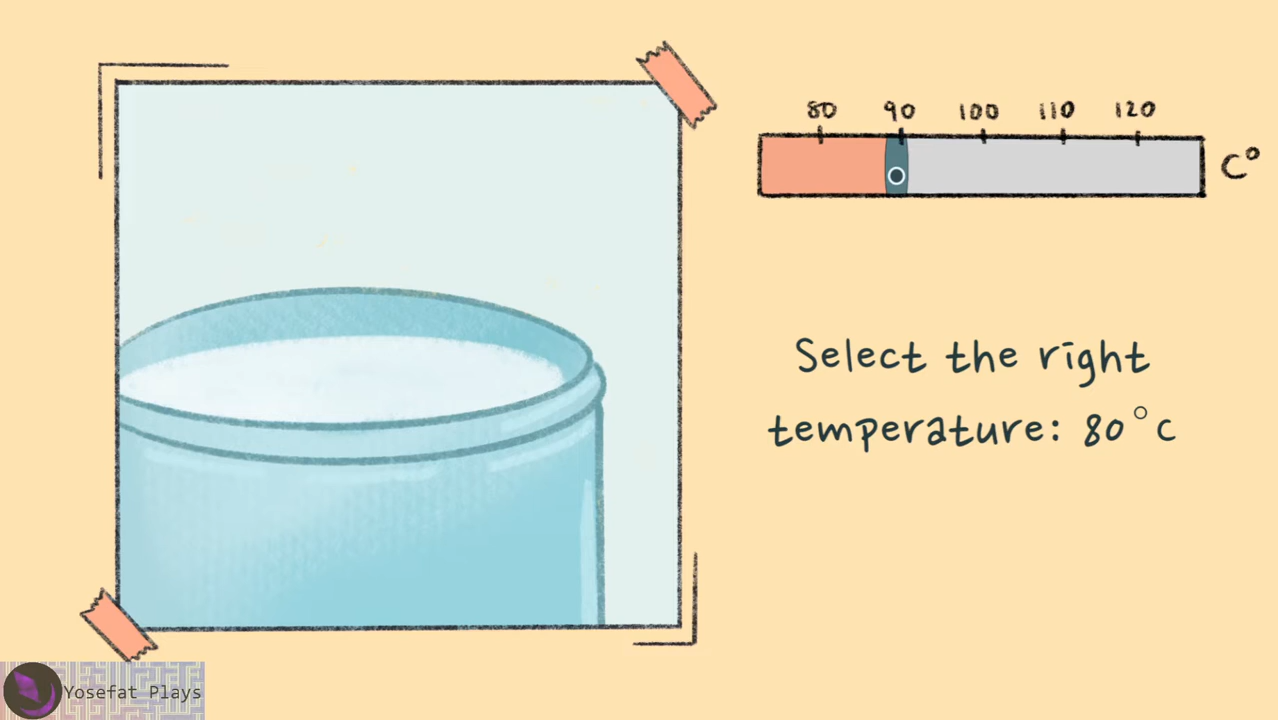 80 90 100 110 120
C°
Select the right
temperature: 80°c
Yosefat Plays